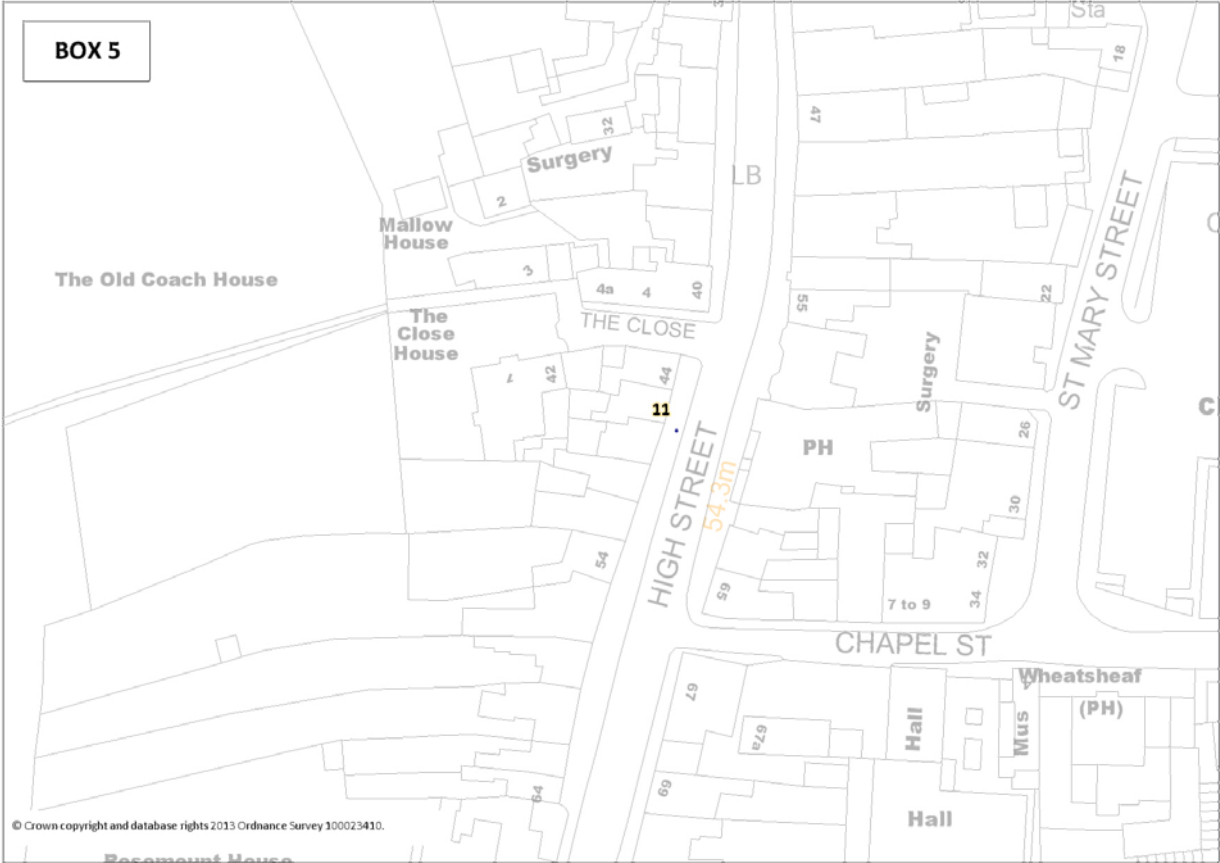 BOX 5
Sta
18
47
32
Surgery
LB
2
Mallow
House
ST MARY STREET
The Old Coach House
3
4a
4
40
22
55
The
Close
House
THE CLOSE
Surgery
42
44
11
C
26
PH
HIGH STREET
54.3m
30
54
32
65
7 to 9
34
CHAPEL ST
Wheatsheaf
(PH)
67
67a
Hall
Mus
69
64
Hall
© Crown copyright and database rights 2013 Ordnance Survey 100023410.
Rosemount House